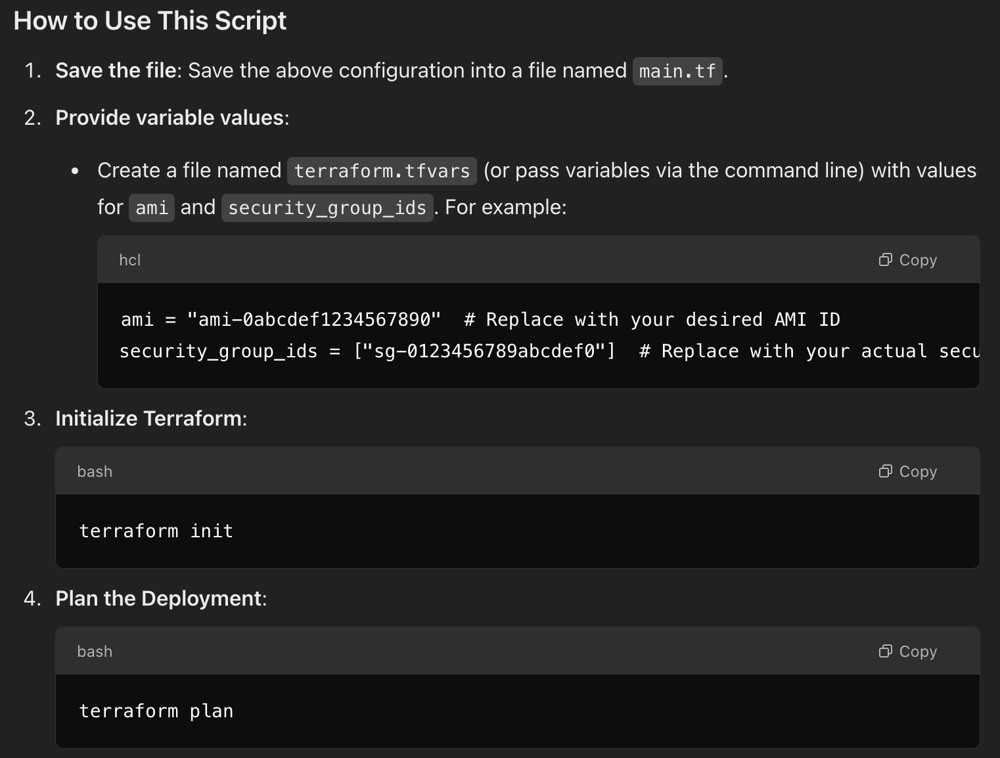 How to Use This Script
1. Save the file: Save the above configuration into a file named main.tf.
2. Provide variable values:
• Create a file named terraform.tfvars (or pass variables via the command line) with values
for ami and security_group_ids. For example:
hcl Copy
ami = "ami-0abcdef1234567890"  # Replace with your desired AMI ID
security_group_ids = ["sg-0123456789abcdef0"]  # Replace with your actual secu
3. Initialize Terraform:
bash Copy
terraform init
4. Plan the Deployment:
bash Copy
terraform plan